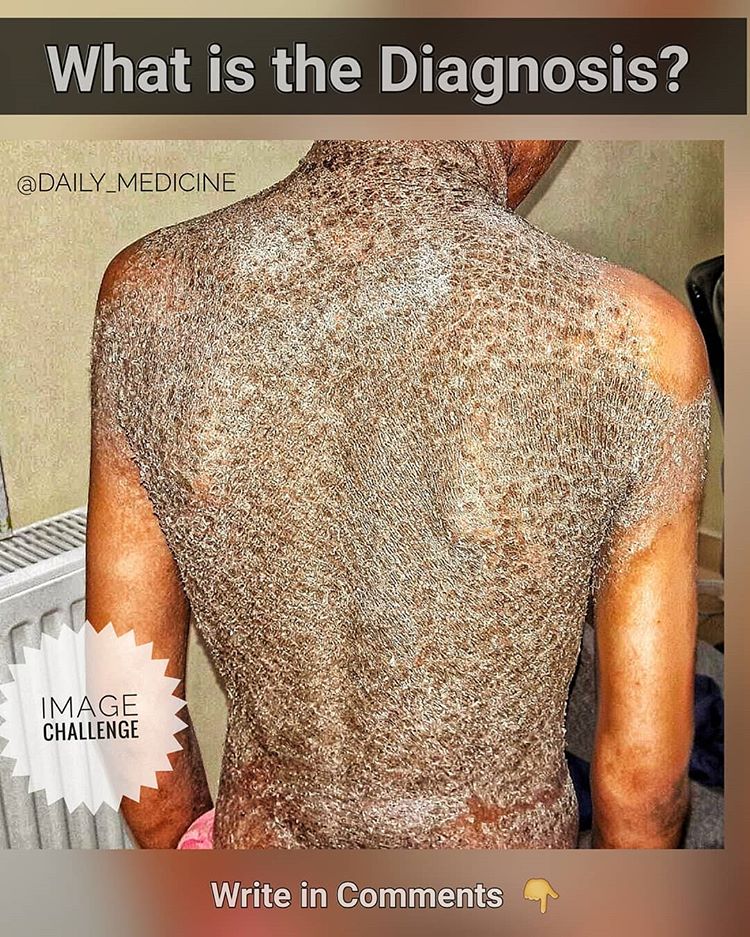 What is the Diagnosis?
@DAILY_MEDICINE
IMAGE
CHALLENGE
Write in Comments 👇